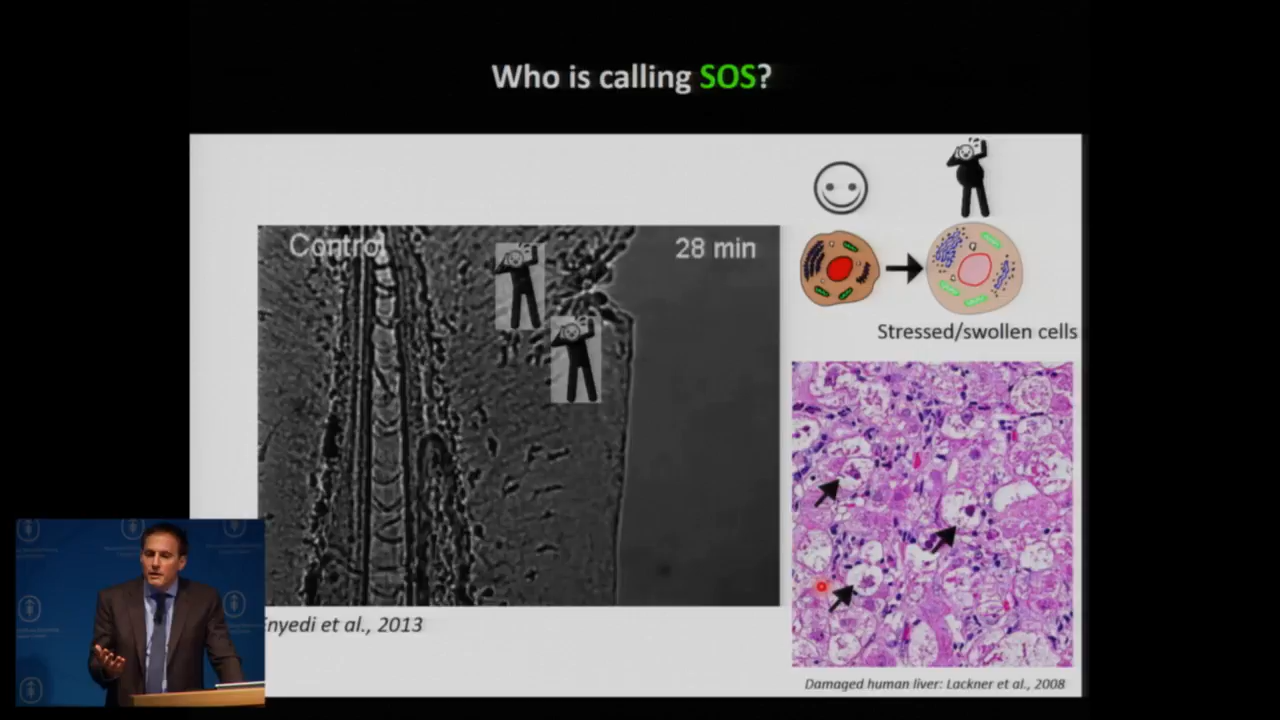 Who is calling SOS?
Control
28 min
Stressed/swollen cells
nyedi et al., 2013
Damaged human liver: Lackner et al., 2008